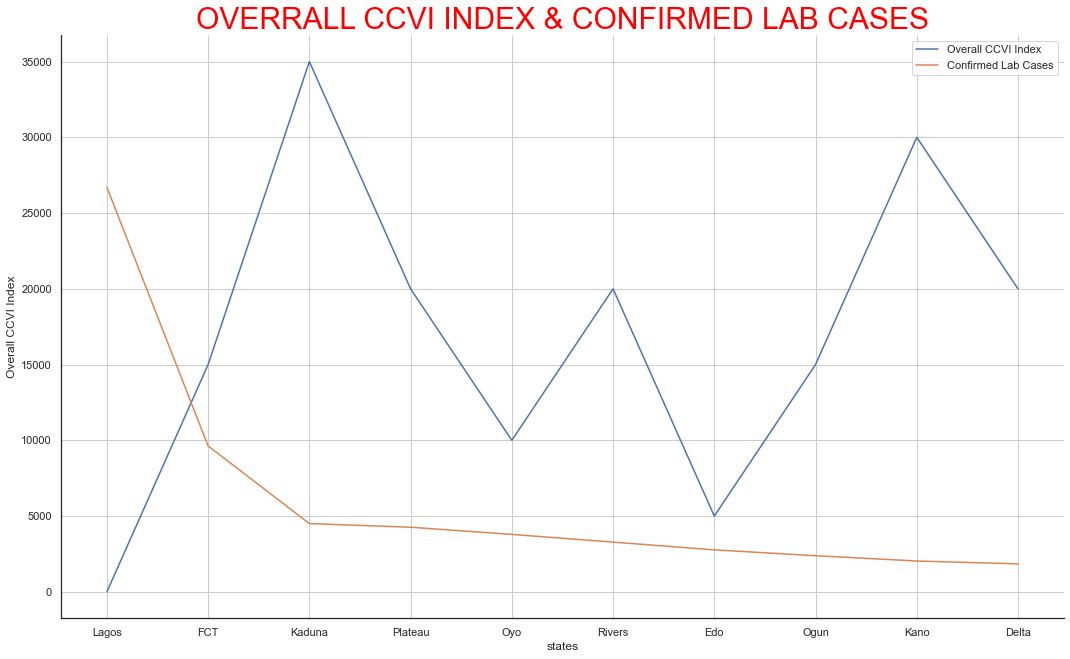 OVERRALL CCVI INDEX & CONFIRMED LAB CASES
Overall CCVI Index
Confirmed Lab Cases
35000
30000
25000
20000
15000
10000
5000
0
Overall CCVI Index
Lagos FCT Kaduna Plateau Oyo Rivers Edo Ogun Kano Delta
states